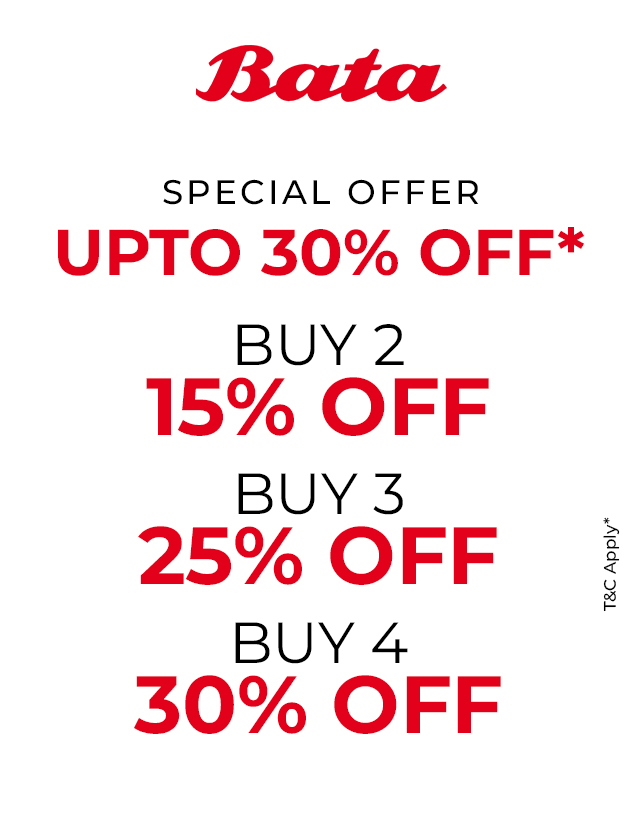 Bata
SPECIAL OFFER
UPTO 30% OFF*
BUY 2
15% OFF
BUY 3
25% OFF
BUY 4
30% OFF
T&C Apply*